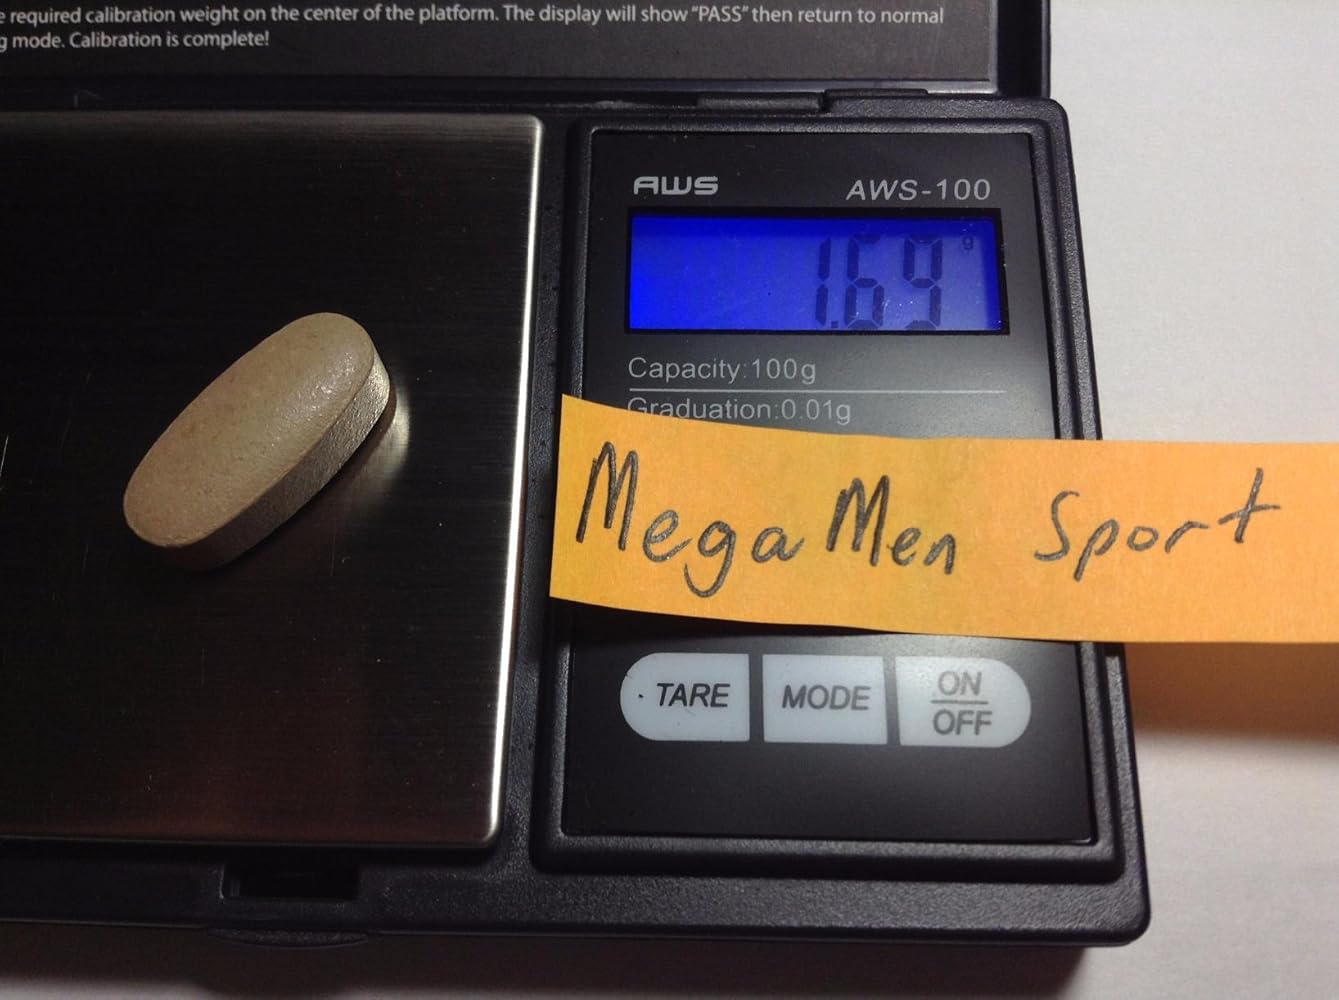 e required calibration weight on the center of the platform. The display will show “PASS” then return to normal
g mode. Calibration is complete!
AWS AWS-100
1.69 g
Capacity:100g
Graduation:0.01g
MegaMen Sport
TARE MODE ON
OFF